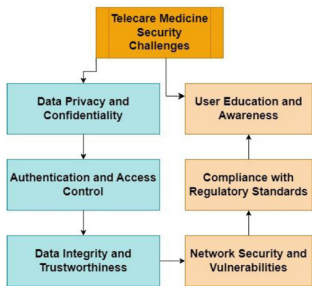 Telecare Medicine
Security
Challenges
Data Privacy and
Confidentiality
User Education and
Awareness
Authentication and Access
Control
Compliance with
Regulatory Standards
Data Integrity and
Trustworthiness
Network Security and
Vulnerabilities